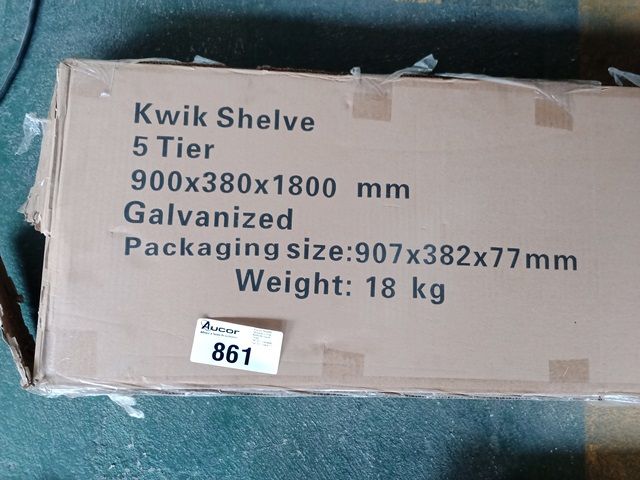 Kwik Shelve
5 Tier
900x380x1800 mm
Galvanized
Packaging size:907x382x77mm
Weight: 18 kg
Aucor
861